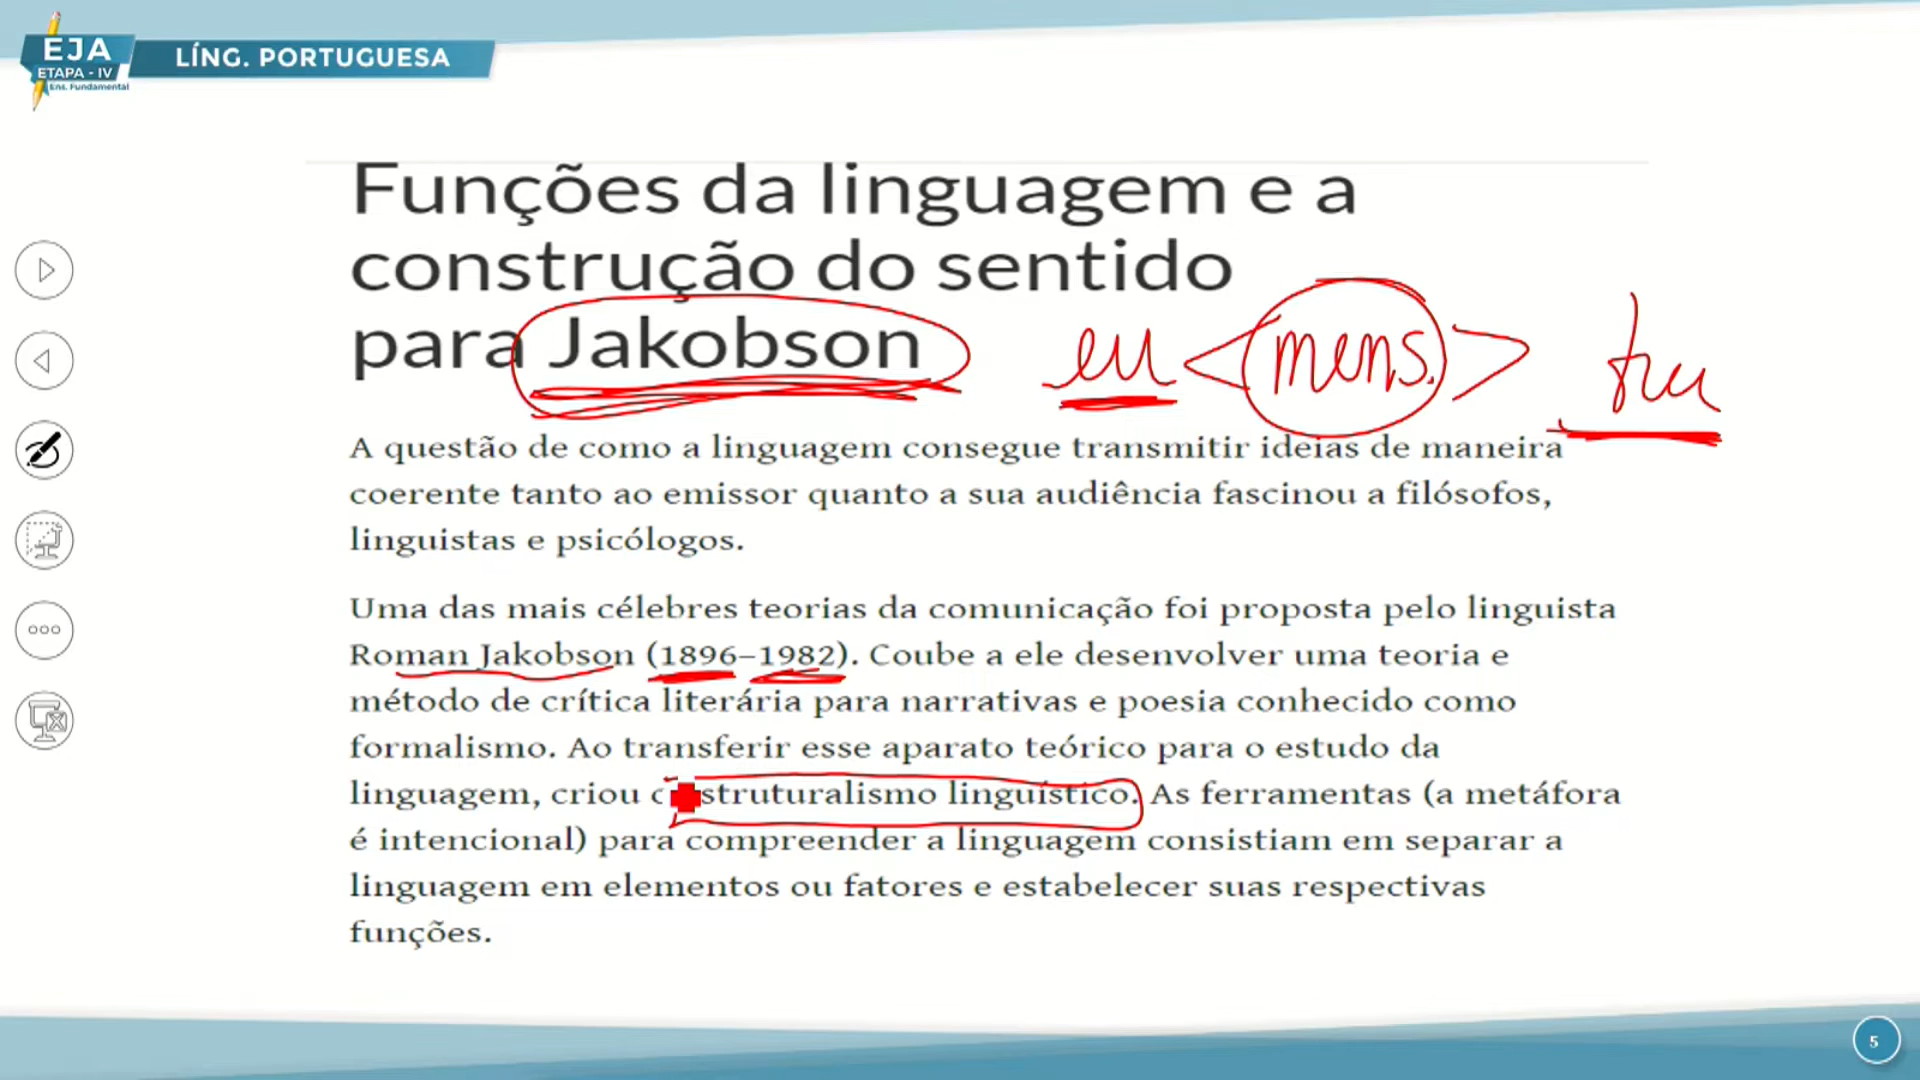 EJA
ETAPA - IV
Ens. Fundamental
LÍNG. PORTUGUESA
Funções da linguagem e a
construção do sentido
para Jakobson
eu <mens.> tu
A questão de como a linguagem consegue transmitir ideias de maneira
coerente tanto ao emissor quanto a sua audiência fascinou a filósofos,
linguistas e psicólogos.
Uma das mais célebres teorias da comunicação foi proposta pelo linguista
Roman Jakobson (1896–1982). Coube a ele desenvolver uma teoria e
método de crítica literária para narrativas e poesia conhecido como
formalismo. Ao transferir esse aparato teórico para o estudo da
linguagem, criou struturalismo linguístico. As ferramentas (a metáfora
é intencional) para compreender a linguagem consistiam em separar a
linguagem em elementos ou fatores e estabelecer suas respectivas
funções.
5